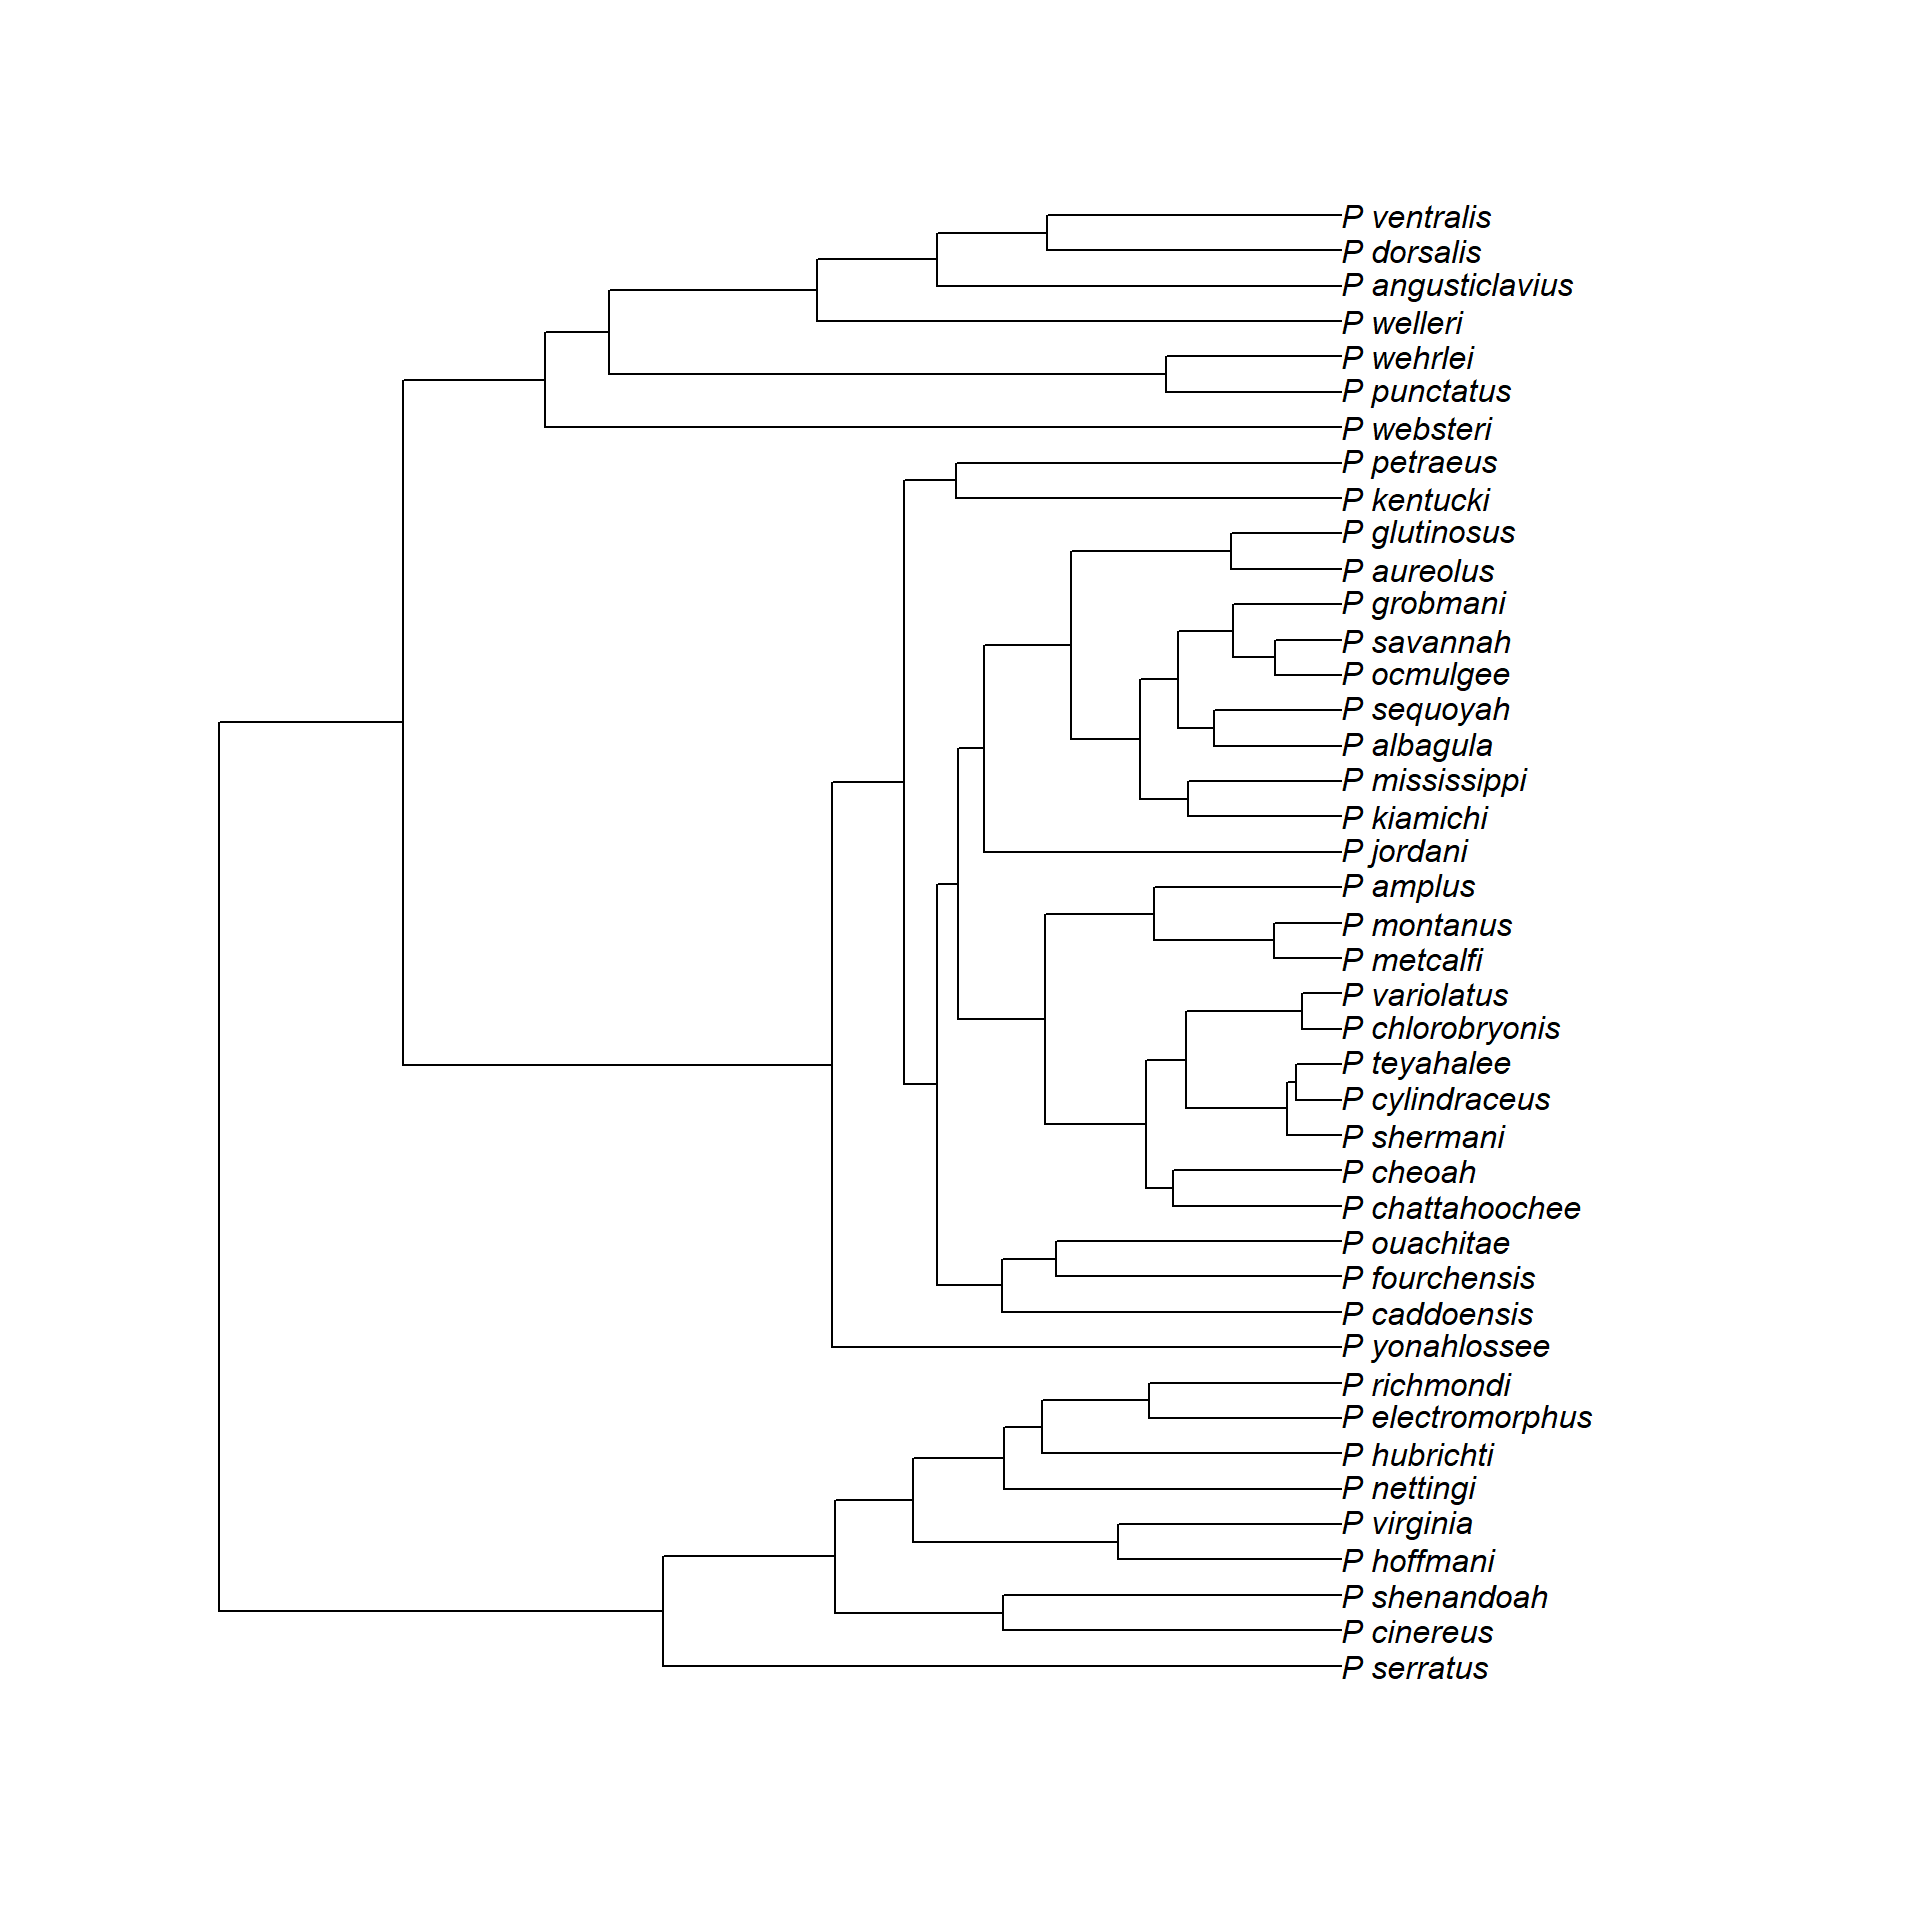 P ventralis
P dorsalis
P angusticlavius
P welleri
P wehrlei
P punctatus
P websteri
P petraeus
P kentucki
P glutinosus
P aureolus
P grobmani
P savannah
P ocmulgee
P sequoyah
P albagula
P mississippi
P kiamichi
P jordani
P amplus
P montanus
P metcalfi
P variolatus
P chlorobryonis
P teyahalee
P cylindraceus
P shermani
P cheoah
P chattahoochee
P ouachitae
P fourchensis
P caddoensis
P yonahlossee
P richmondi
P electromorphus
P hubrichti
P nettingi
P virginia
P hoffmani
P shenandoah
P cinereus
P serratus